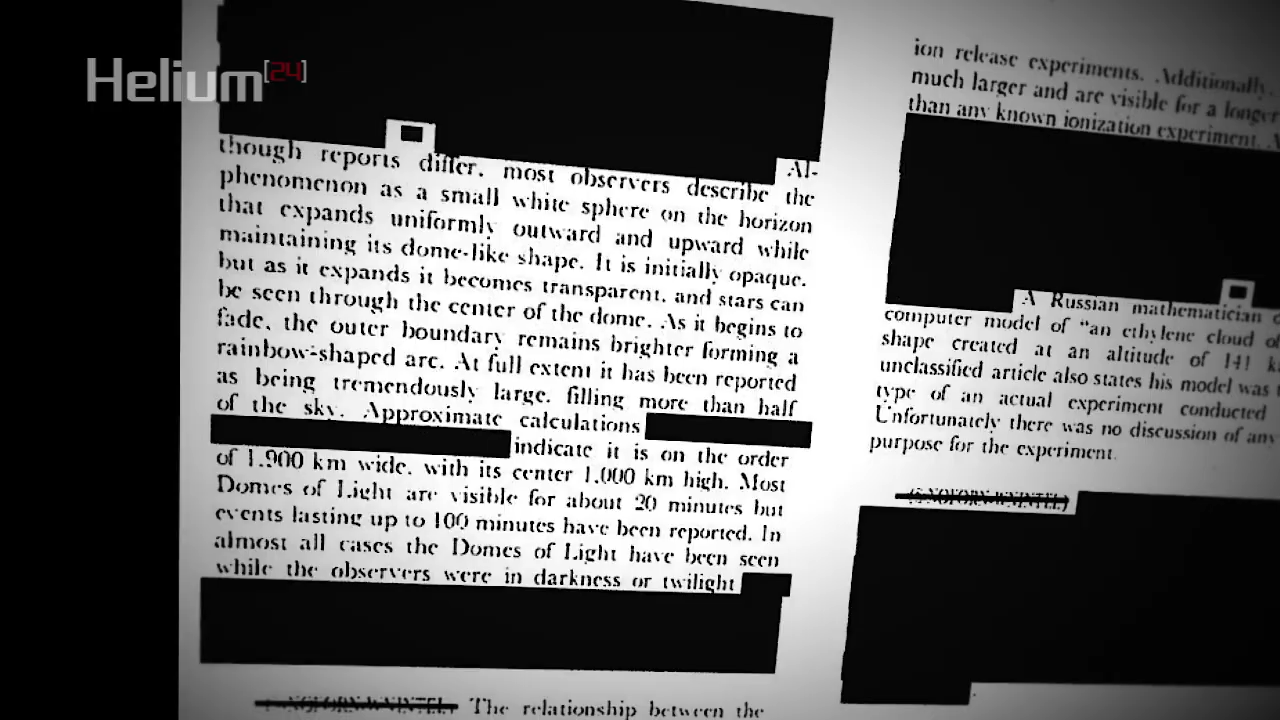 Helium[24]
Al-
though reports differ, most observers describe the
phenomenon as a small white sphere on the horizon
that expands uniformly outward and upward while
maintaining its dome-like shape. It is initially opaque,
but as it expands it becomes transparent, and stars can
be seen through the center of the dome. As it begins to
fade, the outer boundary remains brighter forming a
rainbow-shaped arc. At full extent it has been reported
as being tremendously large, filling more than half
of the sky. Approximate calculations
indicate it is on the order
of 1,900 km wide, with its center 1,000 km high. Most
Domes of Light are visible for about 20 minutes but
events lasting up to 100 minutes have been reported. In
almost all cases the Domes of Light have been seen
while the observers were in darkness or twilight
NOFORN-WNINTEL) The relationship between the
ion release experiments. Additionally,
much larger and are visible for a longer
than any known ionization experiment.
A Russian mathematician
computer model of "an ethylene cloud of
shape created at an altitude of 141 k
unclassified article also states his model was
type of an actual experiment conducted
Unfortunately there was no discussion of any
purpose for the experiment.
(S-NOFORN-WNINTEL)